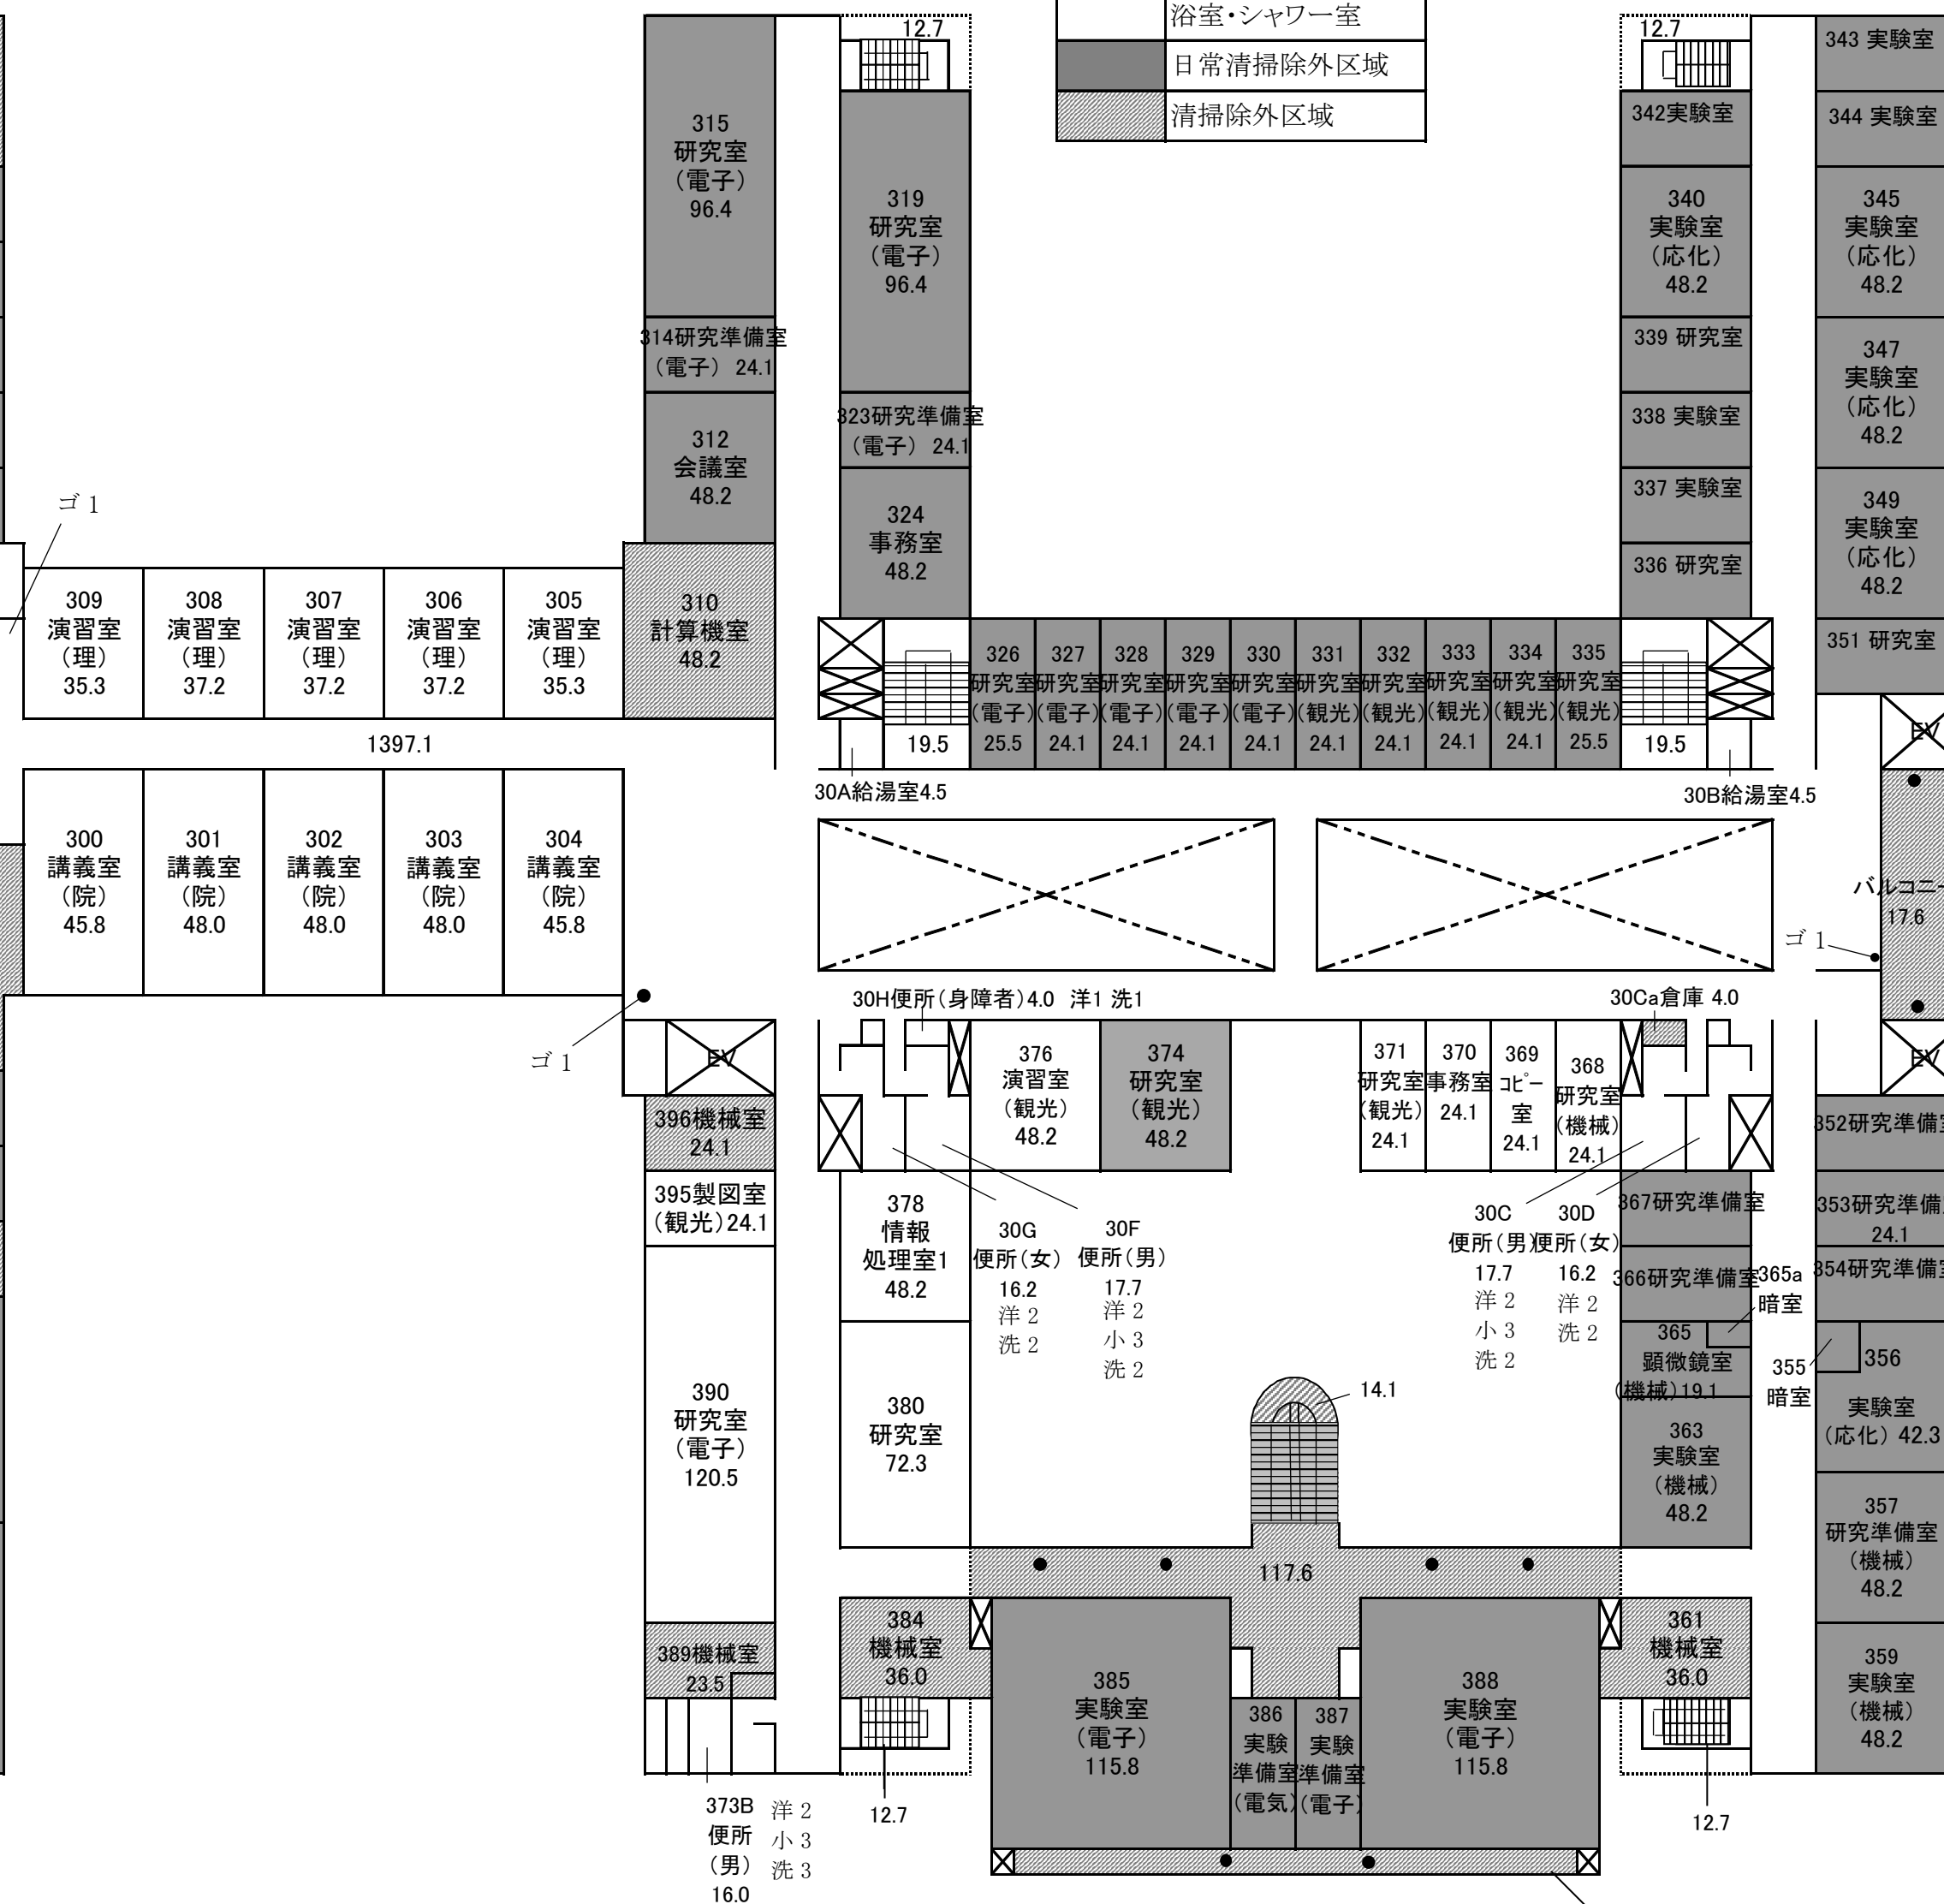 浴室・シャワー室
日常清掃除外区域
清掃除外区域
12.7
12.7
315
研究室
（電子）
96.4
314研究準備室
（電子） 24.1
312
会議室
48.2
310
計算機室
48.2
319
研究室
（電子）
96.4
323研究準備室
（電子） 24.1
324
事務室
48.2
342実験室
340
実験室
（応化）
48.2
339 研究室
338 実験室
337 実験室
336 研究室
343 実験室
344 実験室
345
実験室
（応化）
48.2
347
実験室
（応化）
48.2
349
実験室
（応化）
48.2
351 研究室
ゴ 1
309
演習室
（理）
35.3
308
演習室
（理）
37.2
307
演習室
（理）
37.2
306
演習室
（理）
37.2
305
演習室
（理）
35.3
1397.1
19.5
326
研究室
(電子)
25.5
327
研究室
(電子)
24.1
328
研究室
(電子)
24.1
329
研究室
(電子)
24.1
330
研究室
(電子)
24.1
331
研究室
(観光)
24.1
332
研究室
(観光)
24.1
333
研究室
(観光)
24.1
334
研究室
(観光)
24.1
335
研究室
(観光)
25.5
19.5
30A給湯室4.5
30B給湯室4.5
EV
バルコニー
17.6
ゴ 1
EV
300
講義室
（院）
45.8
301
講義室
（院）
48.0
302
講義室
（院）
48.0
303
講義室
（院）
48.0
304
講義室
（院）
45.8
ゴ 1
EV
30H便所（身障者）4.0 洋1 洗1
30Ca倉庫 4.0
376
演習室
（観光）
48.2
374
研究室
（観光）
48.2
371
研究室
(観光)
24.1
370
事務室
24.1
369
コピー
室
24.1
368
研究室
(機械)
24.1
396機械室
24.1
395製図室
（観光）24.1
390
研究室
（電子）
120.5
389機械室
23.5
378
情報
処理室1
48.2
380
研究室
72.3
30G
便所（女）
16.2
洋 2
洗 2
30F
便所（男）
17.7
洋 2
小 3
洗 2
30C
便所（男）
17.7
洋 2
小 3
洗 2
30D
便所（女）
16.2
洋 2
洗 2
367研究準備室
366研究準備室
365a
暗室
365
顕微鏡室
（機械）19.1
363
実験室
（機械）
48.2
352研究準備室
353研究準備室
24.1
354研究準備室
355
暗室
356
実験室
（応化） 42.3
357
研究準備室
（機械）
48.2
359
実験室
（機械）
48.2
14.1
117.6
384
機械室
36.0
385
実験室
（電子）
115.8
386
実験
準備室
(電気)
387
実験
準備室
(電子)
388
実験室
（電子）
115.8
361
機械室
36.0
373B
便所
（男）
16.0
洋 2
小 3
洗 3
12.7
12.7